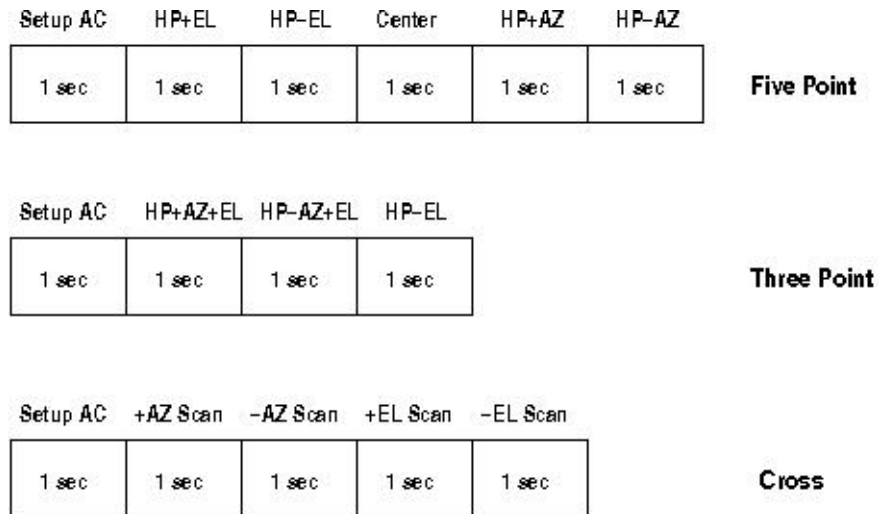 Setup AC HP+EL HP–EL Center HP+AZ HP–AZ
1 sec 1 sec 1 sec 1 sec 1 sec 1 sec Five Point
Setup AC HP+AZ+EL HP–AZ+EL HP–EL
1 sec 1 sec 1 sec 1 sec Three Point
Setup AC +AZ Scan –AZ Scan +EL Scan –EL Scan
1 sec 1 sec 1 sec 1 sec 1 sec Cross